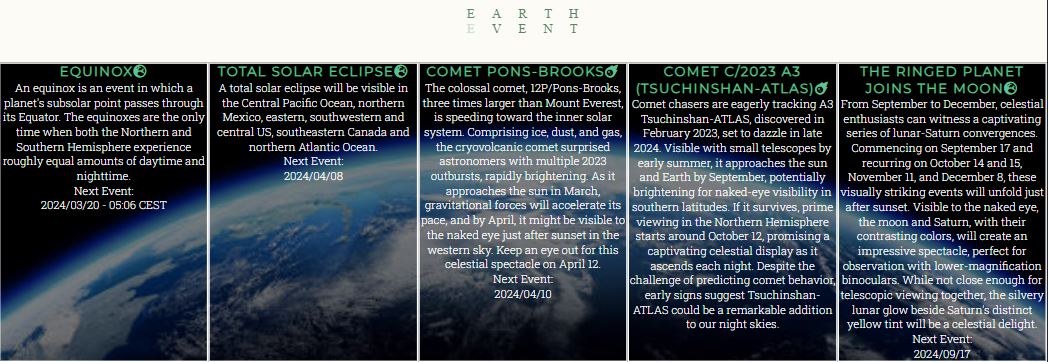 EARTH
EVENT
EQUINOX
An equinox is an event in which a
planet's subsolar point passes through
its Equator. The equinoxes are the only
time when both the Northern and
Southern Hemisphere experience
roughly equal amounts of daytime and
nighttime.
Next Event:
2024/03/20 - 05:06 CEST
TOTAL SOLAR ECLIPSE
A total solar eclipse will be visible in
the Central Pacific Ocean, northern
Mexico, eastern, southwestern and
central US, southeastern Canada and
northern Atlantic Ocean.
Next Event:
2024/04/08
COMET PONS-BROOKS
The colossal comet, 12P/Pons-Brooks,
three times larger than Mount Everest,
is speeding toward the inner solar
system. Comprising ice, dust, and gas,
the cryovolcanic comet surprised
astronomers with multiple 2023
outbursts, rapidly brightening. As it
approaches the sun in March,
gravitational forces will accelerate its
pace, and by April, it might be visible to
the naked eye just after sunset in the
western sky. Keep an eye out for this
celestial spectacle on April 12.
Next Event:
2024/04/10
COMET C/2023 A3
(TSUCHINSHAN-ATLAS)
Comet chasers are eagerly tracking A3
Tsuchinshan-ATLAS, discovered in
February 2023, set to dazzle in late
2024. Visible with small telescopes by
early summer, it approaches the sun
and Earth by September, potentially
brightening for naked-eye visibility in
southern latitudes. If it survives, prime
viewing in the Northern Hemisphere
starts around October 12, promising a
captivating celestial display as it
ascends each night. Despite the
challenge of predicting comet behavior,
early signs suggest Tsuchinshan-
ATLAS could be a remarkable addition
to our night skies.
THE RINGED PLANET
JOINS THE MOON
From September to December, celestial
enthusiasts can witness a captivating
series of lunar-Saturn convergences.
Commencing on September 17 and
recurring on October 14 and 15,
November 11, and December 8, these
visually striking events will unfold just
after sunset. Visible to the naked eye,
the moon and Saturn, with their
contrasting colors, will create an
impressive spectacle, perfect for
observation with lower-magnification
binoculars. While not close enough for
telescopic viewing together, the silvery
lunar glow beside Saturn's distinct
yellow tint will be a celestial delight.
Next Event:
2024/09/17